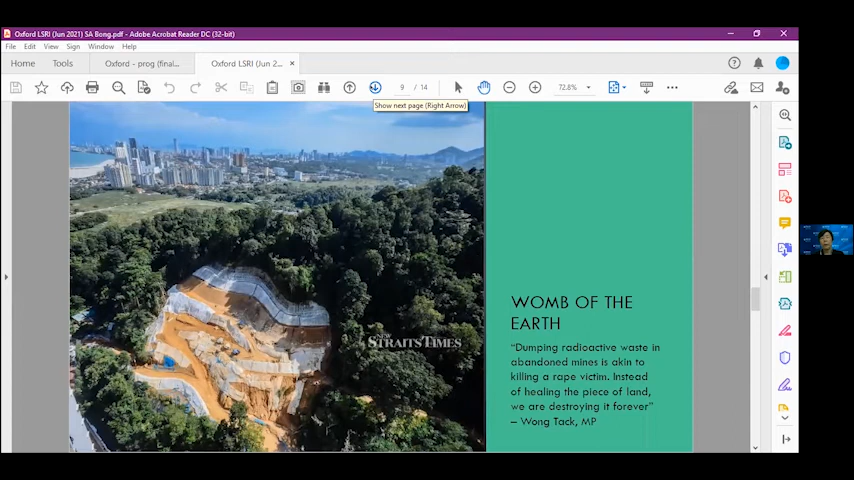 Oxford LSRI (Jun 2021) SA Bong.pdf - Adobe Acrobat Reader DC (32-bit)
File Edit View Sign Window Help
Home Tools Oxford - prog (final... Oxford LSRI (Jun 2... ×
9 / 14 72.8%
Show next page (Right Arrow)
NEW
STRAITS TIMES
WOMB OF THE
EARTH
"Dumping radioactive waste in
abandoned mines is akin to
killing a rape victim. Instead
of healing the piece of land,
we are destroying it forever"
– Wong Tack, MP